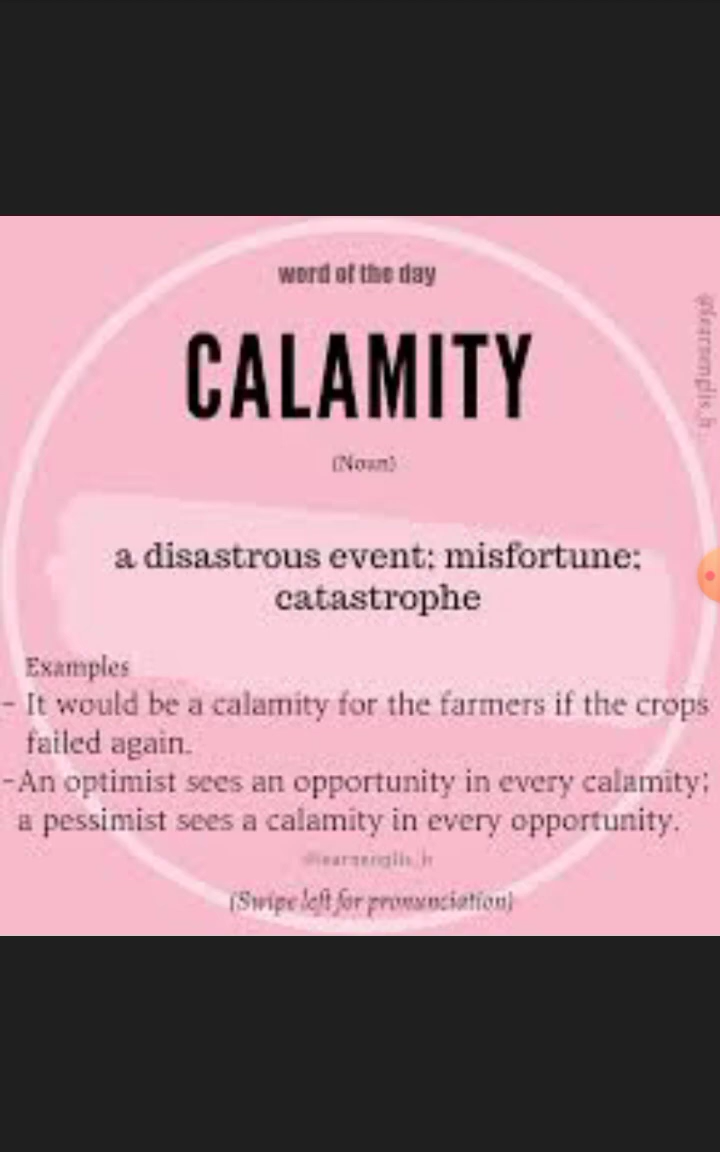 word of the day
CALAMITY
(Noun)
a disastrous event; misfortune;
catastrophe
Examples
- It would be a calamity for the farmers if the crops
failed again.
-An optimist sees an opportunity in every calamity;
a pessimist sees a calamity in every opportunity.
@learnenglis_h
(Swipe left for pronunciation)
@learnenglis_h